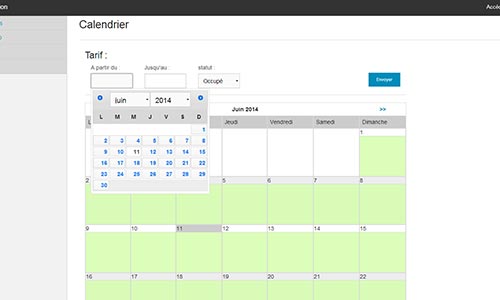 Calendrier
Tarif :
A partir du :
Jusqu'au :
statut :
Occupé
Envoyer
juin 2014
L M M J V S D
1
2 3 4 5 6 7 8
9 10 11 12 13 14 15
16 17 18 19 20 21 22
23 24 25 26 27 28 29
30
Juin 2014
>>
Jeudi Vendredi Samedi Dimanche
1
2 5 6 7 8
9 10 11 12 13 14 15
16 17 18 19 20 21 22